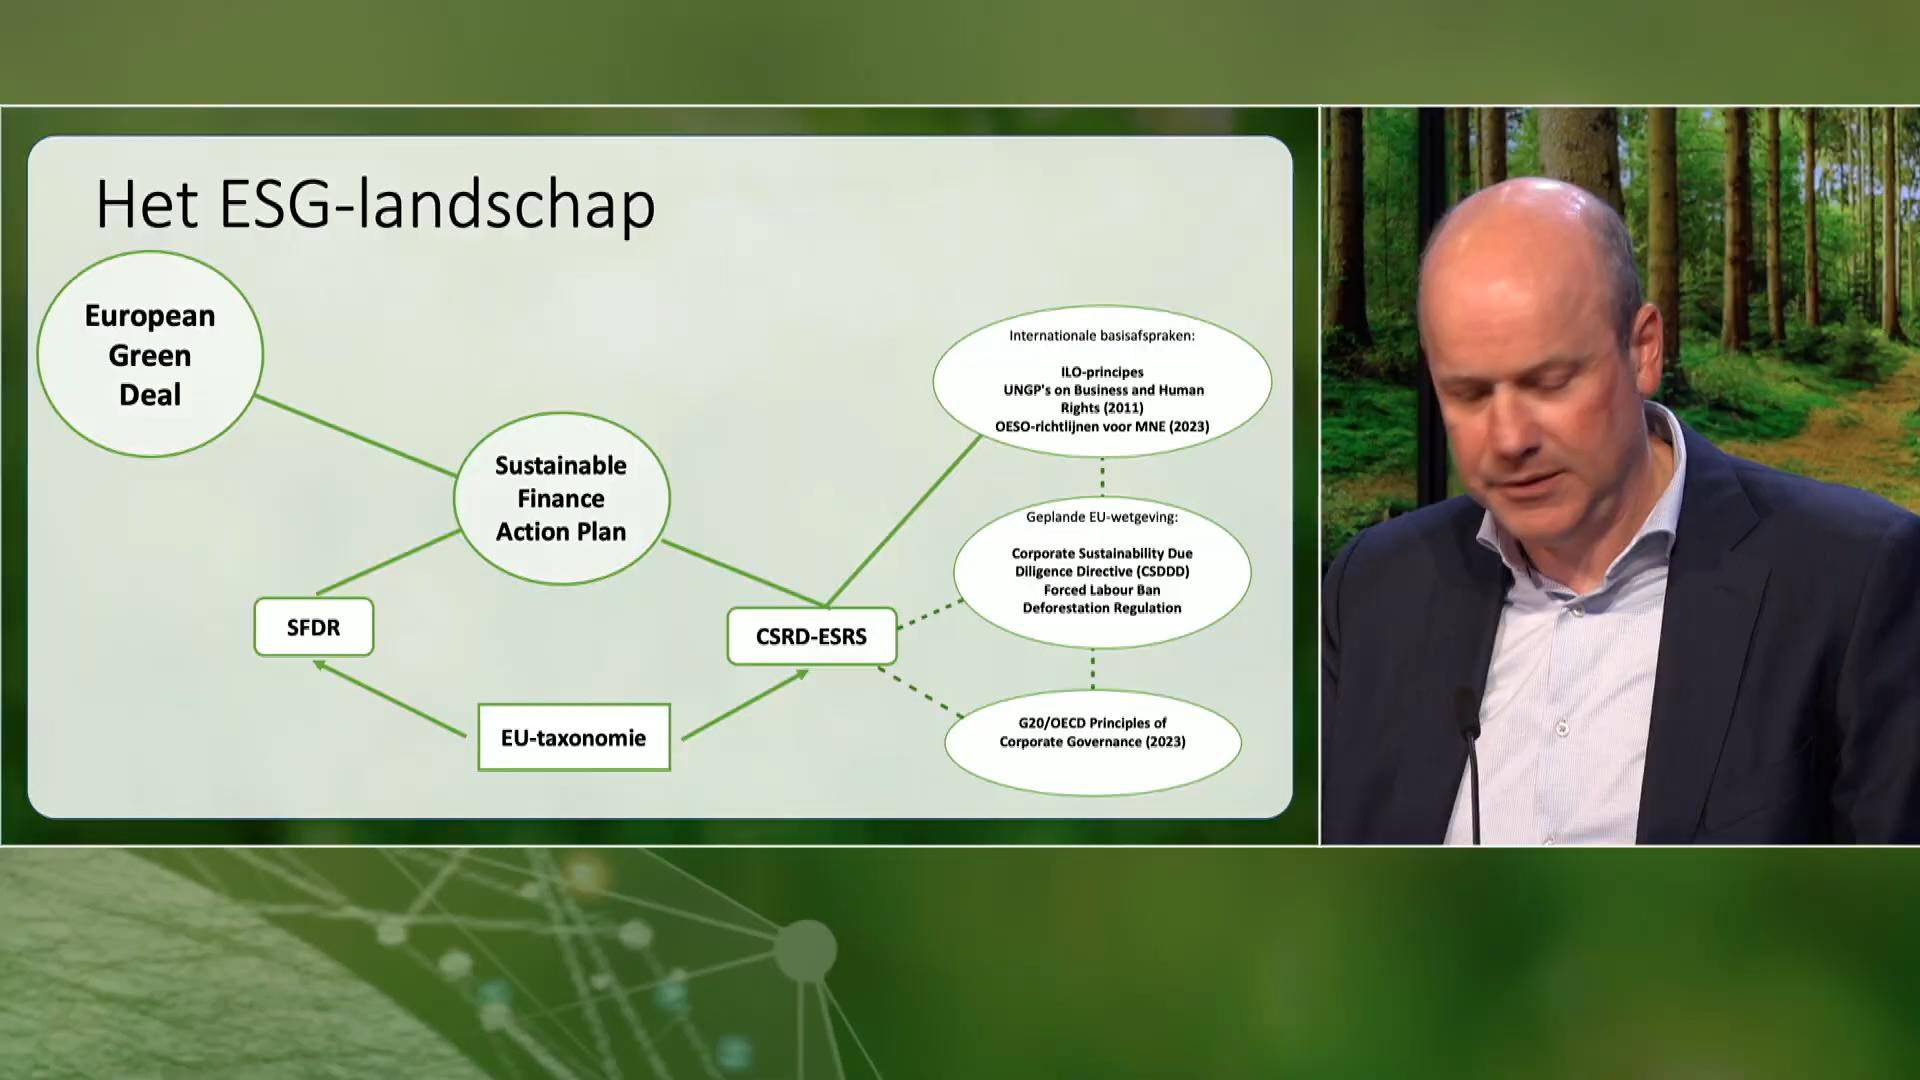 Het ESG-landschap
European
Green
Deal
Sustainable
Finance
Action Plan
SFDR
CSRD-ESRS
EU-taxonomie
Internationale basisafspraken:
ILO-principes
UNGP's on Business and Human
Rights (2011)
OESO-richtlijnen voor MNE (2023)
Geplande EU-wetgeving:
Corporate Sustainability Due
Diligence Directive (CSDDD)
Forced Labour Ban
Deforestation Regulation
G20/OECD Principles of
Corporate Governance (2023)